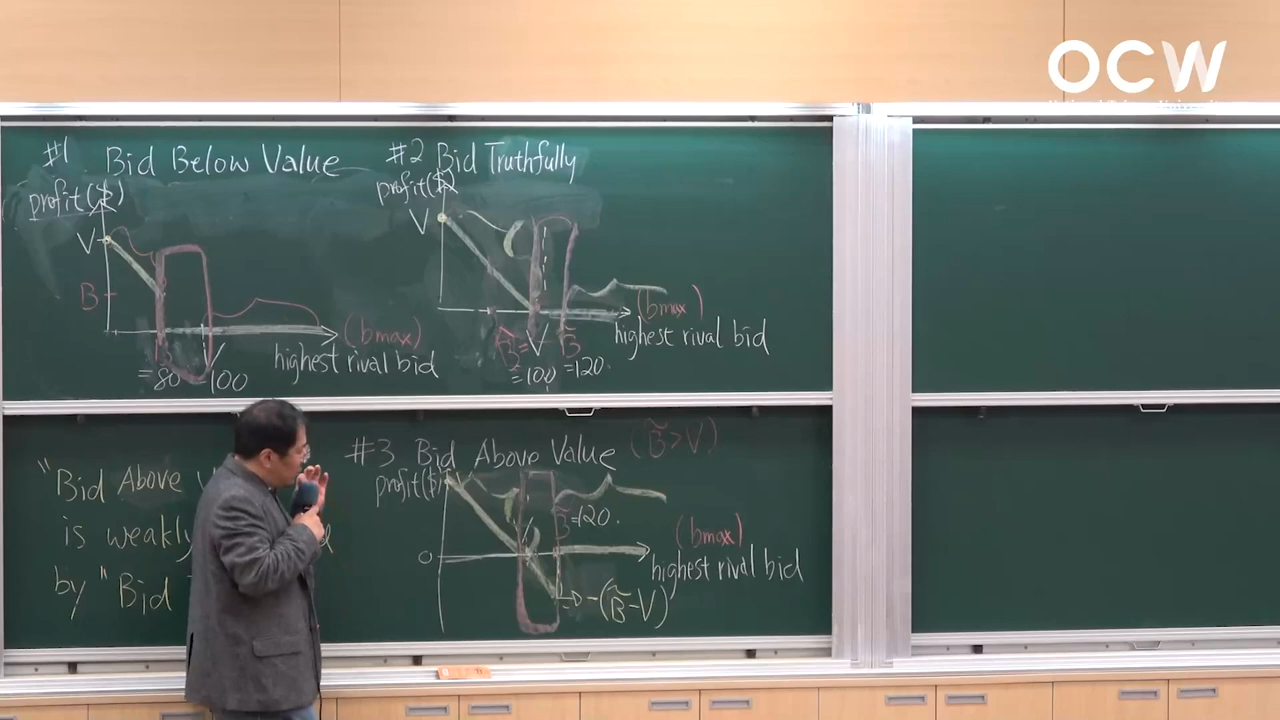 OCW
#1 Bid Below Value
profit($)
V
B
B
=80
V
=100
(bmax)
highest rival bid
#2 Bid Truthfully
profit($)
V
B=V
=100
B̃
=120.
(bmax)
highest rival bid
"Bid Above
is weakly
by "Bid
#3 Bid Above Value (B̃>V)
profit($)
0
B̃=120.
-(B̃-V)
(bmax)
highest rival bid